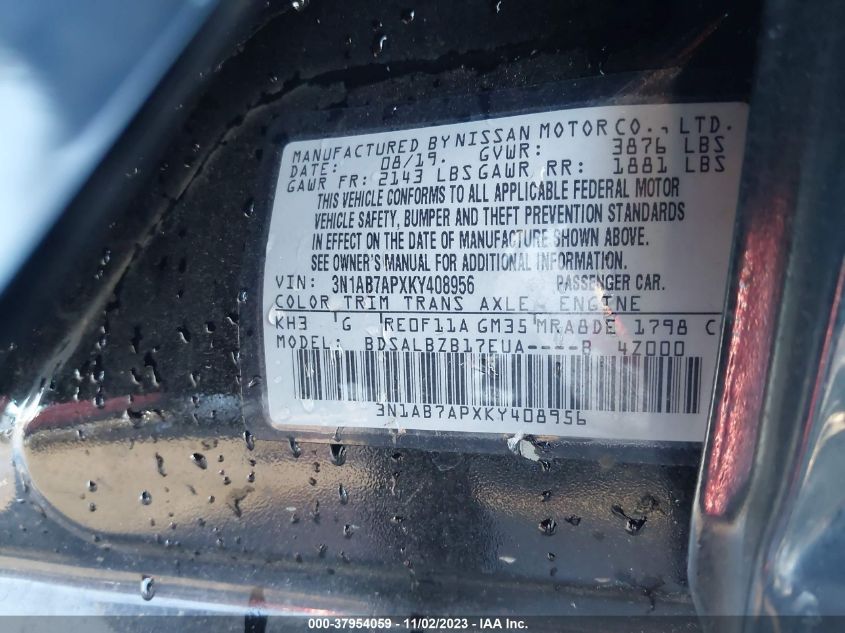 MANUFACTURED BY NISSAN MOTOR CO., LTD.
DATE: 08/19. GVWR: 3876 LBS
GAWR FR: 2143 LBS GAWR RR: 1881 LBS
THIS VEHICLE CONFORMS TO ALL APPLICABLE FEDERAL MOTOR
VEHICLE SAFETY, BUMPER AND THEFT PREVENTION STANDARDS
IN EFFECT ON THE DATE OF MANUFACTURE SHOWN ABOVE.
SEE OWNER'S MANUAL FOR ADDITIONAL INFORMATION.
VIN: 3N1AB7APXKY408956 PASSENGER CAR.
COLOR TRIM TRANS AXLE ENGINE
KH3 G RE0F11A GM35 MRA8DE 1798 C
MODEL: BDSALBZB17EUA----B 4Z000
3N1AB7APXKY408956
000-37954059 - 11/02/2023 - IAA Inc.